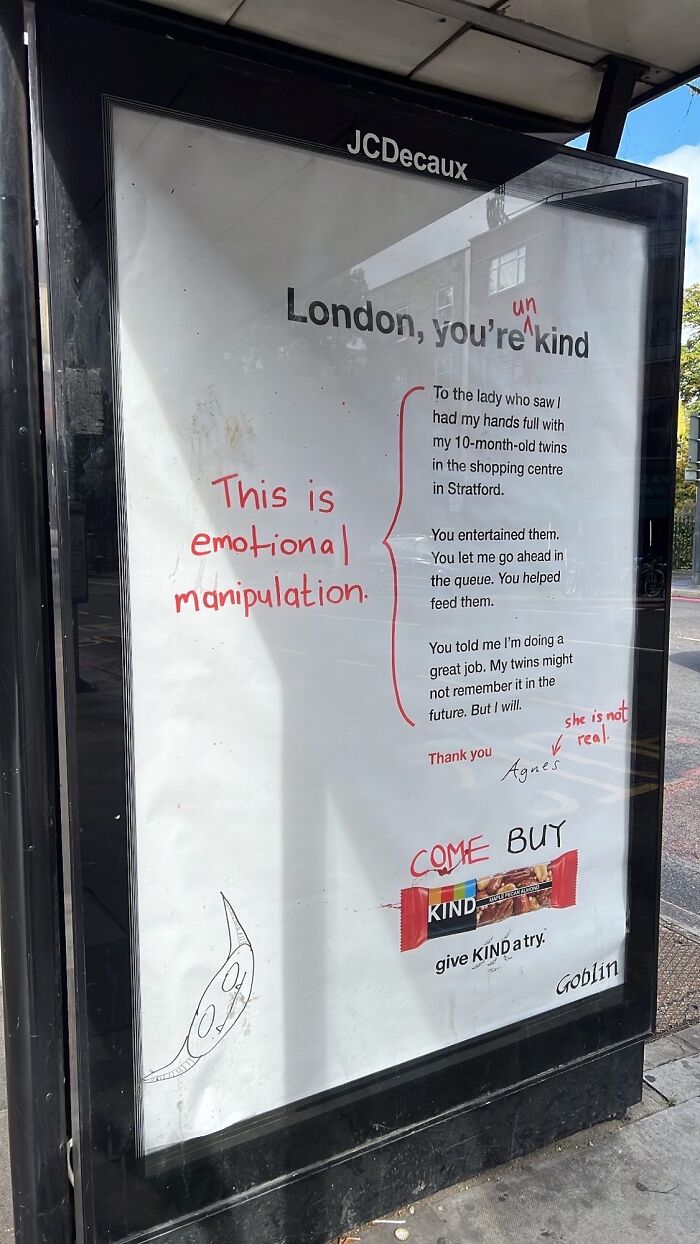 JCDecaux
London, you're kind
un
To the lady who saw I
had my hands full with
my 10-month-old twins
in the shopping centre
in Stratford.
This is
emotional
manipulation.
You entertained them.
You let me go ahead in
the queue. You helped
feed them.
You told me I'm doing a
great job. My twins might
not remember it in the
future. But I will.
she is not
real.
Thank you
Agnes
COME BUY
KIND
MAPLE PECAN ALMOND
give KIND a try.
Goblin